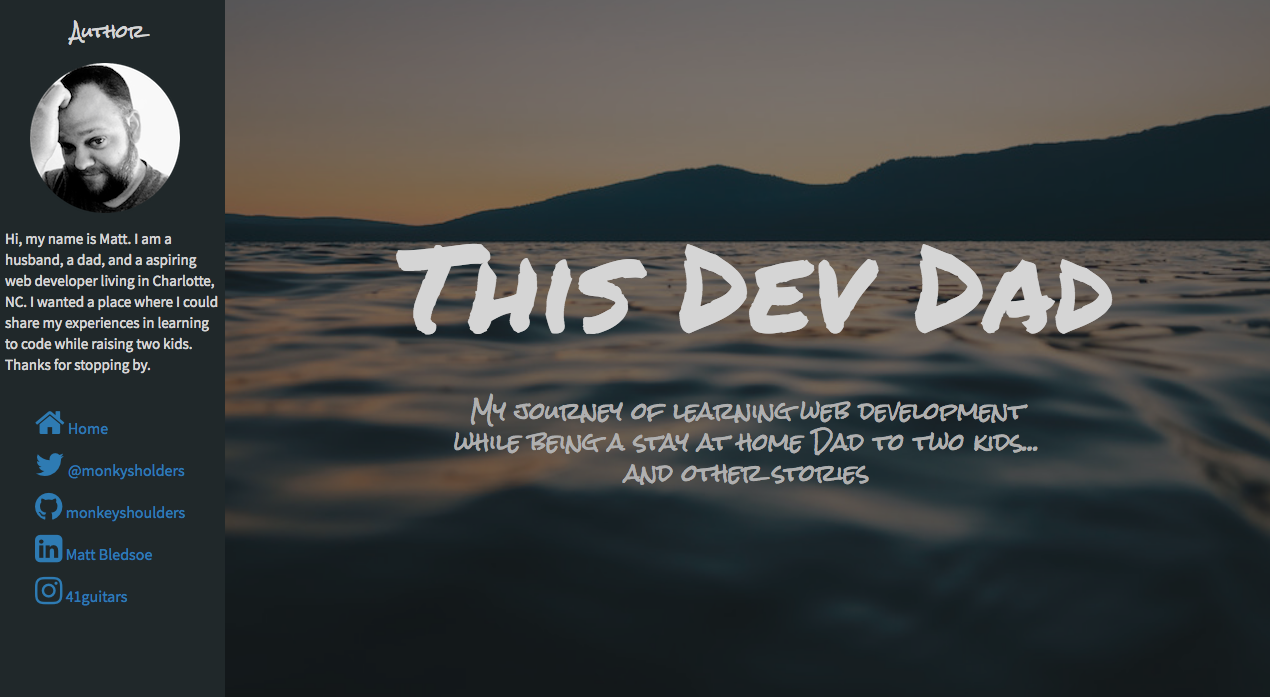 Author
Hi, my name is Matt. I am a
husband, a dad, and a aspiring
web developer living in Charlotte,
NC. I wanted a place where I could
share my experiences in learning
to code while raising two kids.
Thanks for stopping by.
Home
@monkysholders
monkeyshoulders
Matt Bledsoe
41guitars
This Dev Dad
My journey of learning web development
while being a stay at home Dad to two kids...
and other stories